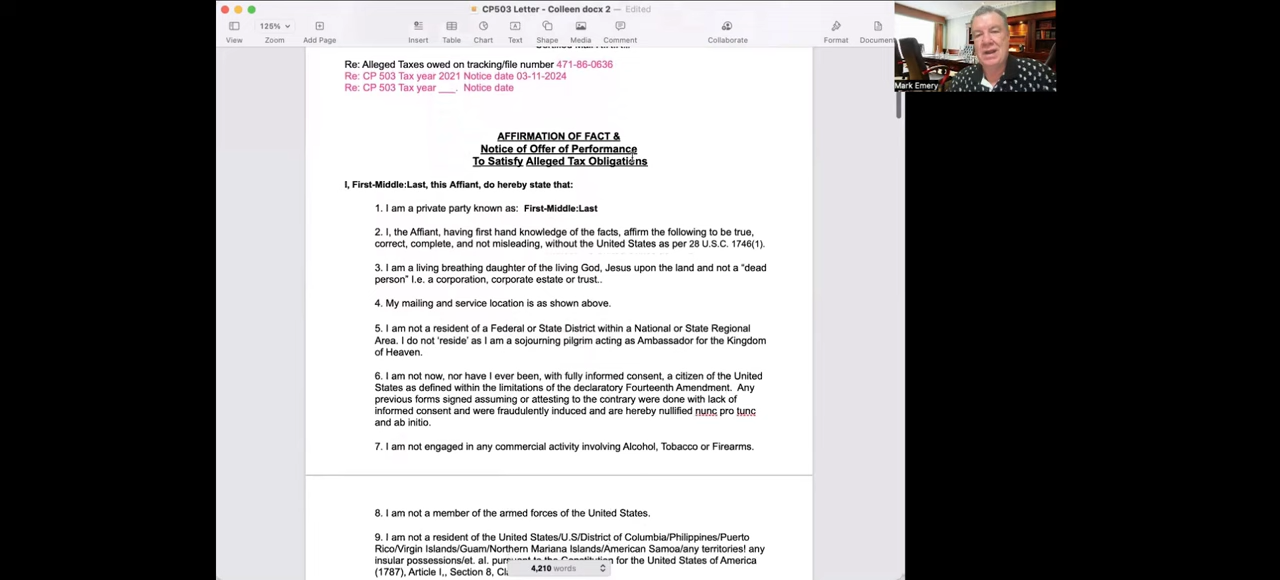 CP503 Letter - Colleen docx 2 — Edited
125%
View
Zoom
Add Page
Insert
Table
Chart
Text
Shape
Media
Comment
Collaborate
Format
Document
Mark Emery
Re: Alleged Taxes owed on tracking/file number 471-86-0636
Re: CP 503 Tax year 2021 Notice date 03-11-2024
Re: CP 503 Tax year ___. Notice date
AFFIRMATION OF FACT &
Notice of Offer of Performance
To Satisfy Alleged Tax Obligations
I, First-Middle:Last, this Affiant, do hereby state that:
1. I am a private party known as: First-Middle:Last
2. I, the Affiant, having first hand knowledge of the facts, affirm the following to be true,
correct, complete, and not misleading, without the United States as per 28 U.S.C. 1746(1).
3. I am a living breathing daughter of the living God, Jesus upon the land and not a “dead
person” I.e. a corporation, corporate estate or trust..
4. My mailing and service location is as shown above.
5. I am not a resident of a Federal or State District within a National or State Regional
Area. I do not ‘reside’ as I am a sojourning pilgrim acting as Ambassador for the Kingdom
of Heaven.
6. I am not now, nor have I ever been, with fully informed consent, a citizen of the United
States as defined within the limitations of the declaratory Fourteenth Amendment. Any
previous forms signed assuming or attesting to the contrary were done with lack of
informed consent and were fraudulently induced and are hereby nullified nunc pro tunc
and ab initio.
7. I am not engaged in any commercial activity involving Alcohol, Tobacco or Firearms.
8. I am not a member of the armed forces of the United States.
9. I am not a resident of the United States/U.S/District of Columbia/Philippines/Puerto
Rico/Virgin Islands/Guam/Northern Mariana Islands/American Samoa/any territories! any
insular possessions/et. al. pursuant to the Constitution for the United States of America
(1787), Article I,, Section 8,
4,210 words